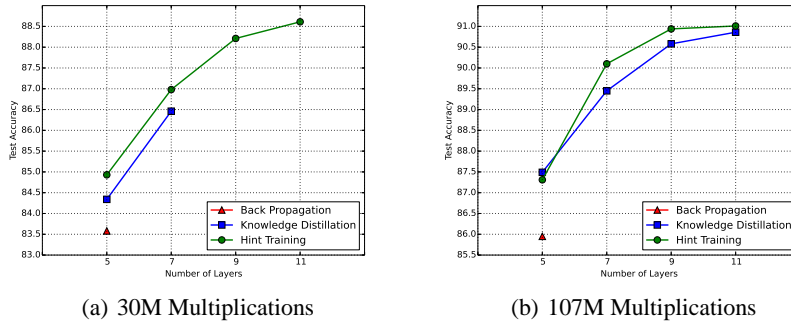 88.5
88.0
87.5
87.0
86.5
86.0
85.5
85.0
84.5
84.0
83.5
83.0
Test Accuracy
5 7 9 11
Number of Layers
Back Propagation
Knowledge Distillation
Hint Training
(a) 30M Multiplications
91.0
90.5
90.0
89.5
89.0
88.5
88.0
87.5
87.0
86.5
86.0
85.5
Test Accuracy
5 7 9 11
Number of Layers
Back Propagation
Knowledge Distillation
Hint Training
(b) 107M Multiplications